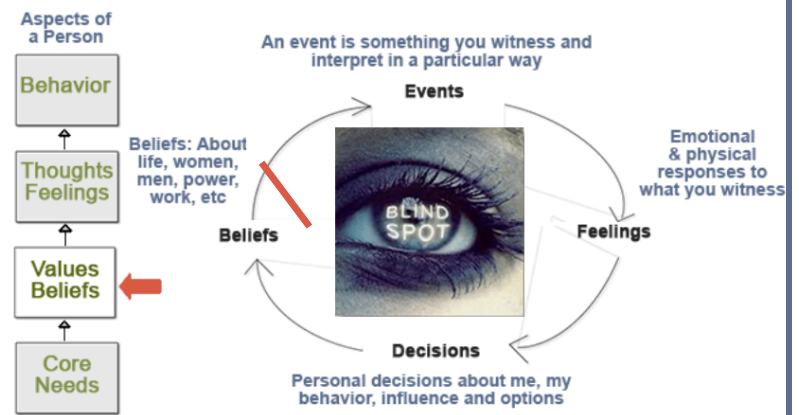 Aspects of
a Person
Behavior
Thoughts
Feelings
Values
Beliefs
Core
Needs
An event is something you witness and
interpret in a particular way
Events
Beliefs: About
life, women,
men, power,
work, etc
Beliefs
BLIND
SPOT
Emotional
& physical
responses to
what you witness
Feelings
Decisions
Personal decisions about me, my
behavior, influence and options